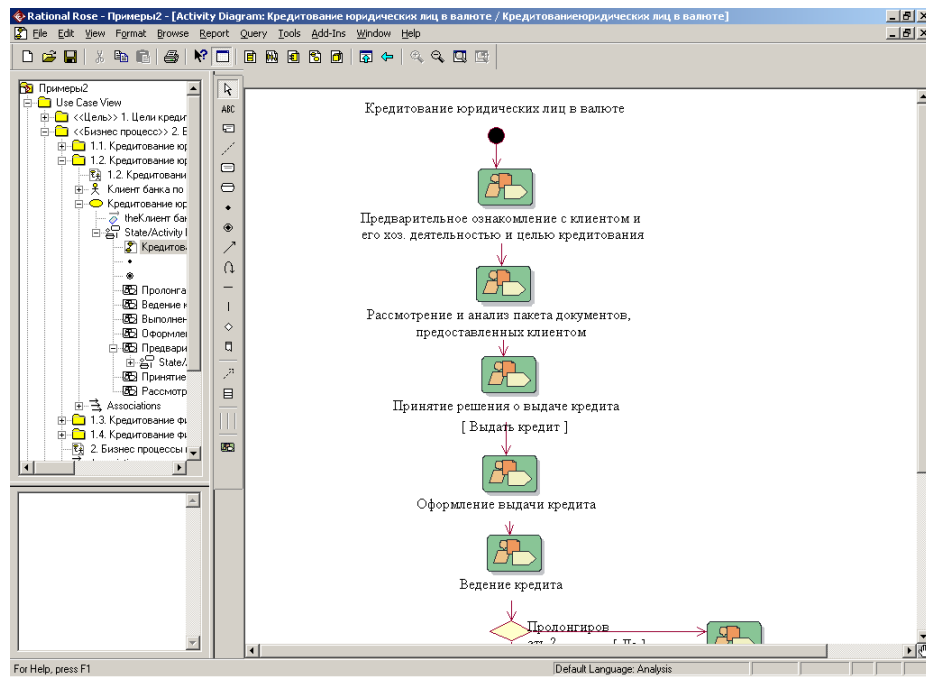 Rational Rose - Примеры2 - [Activity Diagram: Кредитование юридических лиц в валюте / Кредитованиеюридических лиц в валюте]
File Edit View Format Browse Report Query Tools Add-Ins Window Help
Примеры2
Use Case View
<<Цель>> 1. Цели креди
<<Бизнес процесс>> 2. Б
1.1. Кредитование юр
1.2. Кредитование юр
1.2. Кредитовани
Клиент банка по
Кредитование юр
theКлиент бан
State/Activity
Кредитов
Пролонга
Ведение к
Выполнен
Оформле
Предвари
State/
Принятие
Рассмотр
Associations
1.3. Кредитование фи
1.4. Кредитование фи
2. Бизнес процессы
ABC
Кредитование юридических лиц в валюте
Предварительное ознакомление с клиентом и
его хоз. деятельностью и целью кредитования
Рассмотрение и анализ пакета документов,
предоставленных клиентом
Принятие решения о выдаче кредита
[ Выдать кредит ]
Оформление выдачи кредита
Ведение кредита
Пролонгиров
For Help, press F1
Default Language: Analysis